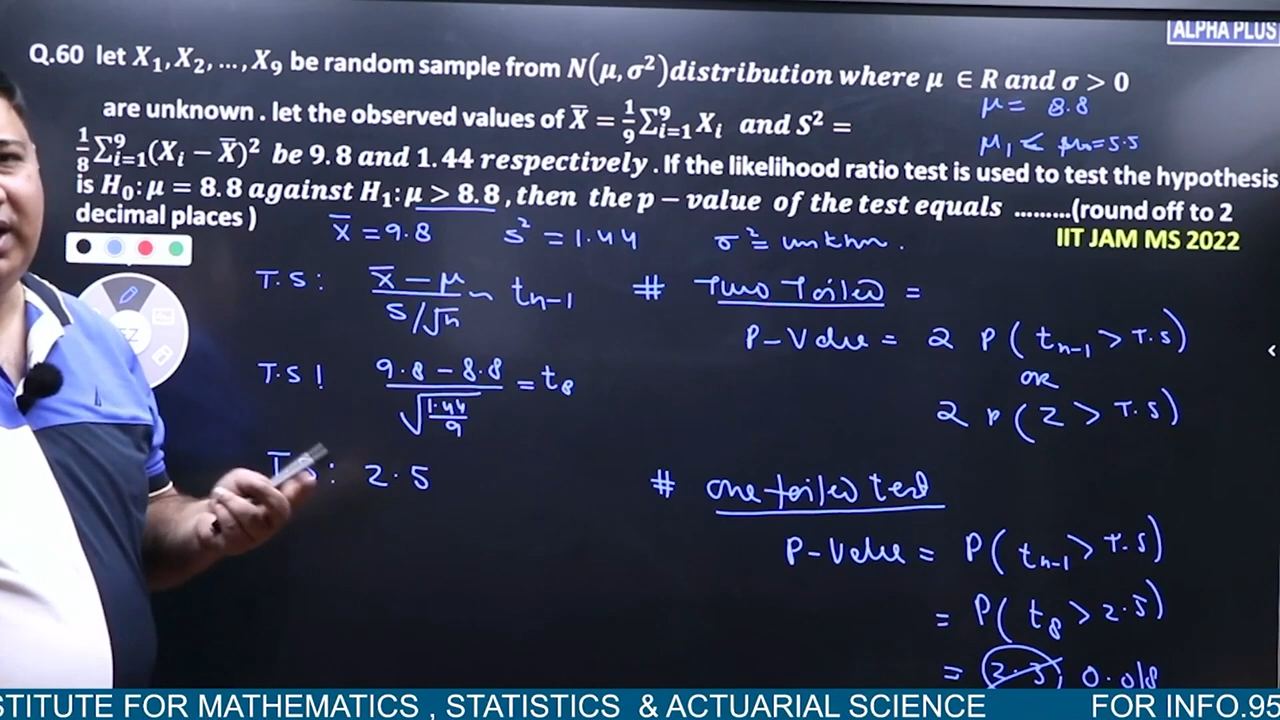 ALPHA PLUS
Q.60 let X₁, X₂, ..., X₉ be random sample from N(μ, σ²)distribution where μ ∈ R and σ > 0
are unknown . let the observed values of X̄ = 1/9 Σ⁹ᵢ₌₁ Xᵢ and S² =
μ = 8.8
μ₁ < μ₀=5.5
1/8 Σ⁹ᵢ₌₁(Xᵢ − X̄)² be 9.8 and 1.44 respectively . If the likelihood ratio test is used to test the hypothesis
is H₀: μ = 8.8 against H₁: μ > 8.8 , then the p − value of the test equals ………(round off to 2
decimal places )
IIT JAM MS 2022
x̄ = 9.8 s² = 1.44 σ² = unknw .
T.S : x̄ − μ / s/√n ~ tₙ₋₁
# Two Tailed =
P-Value = 2 P( tₙ₋₁ > T.S)
OR
2 P( Z > T.S)
T.S ! 9.8 − 8.8 / √(1.44/9) = t₈
: 2.5
# one tailed test
P-Value = P( tₙ₋₁ > T.S)
= P( t₈ > 2.5)
= 0.018
STITUTE FOR MATHEMATICS , STATISTICS & ACTUARIAL SCIENCE FOR INFO.95